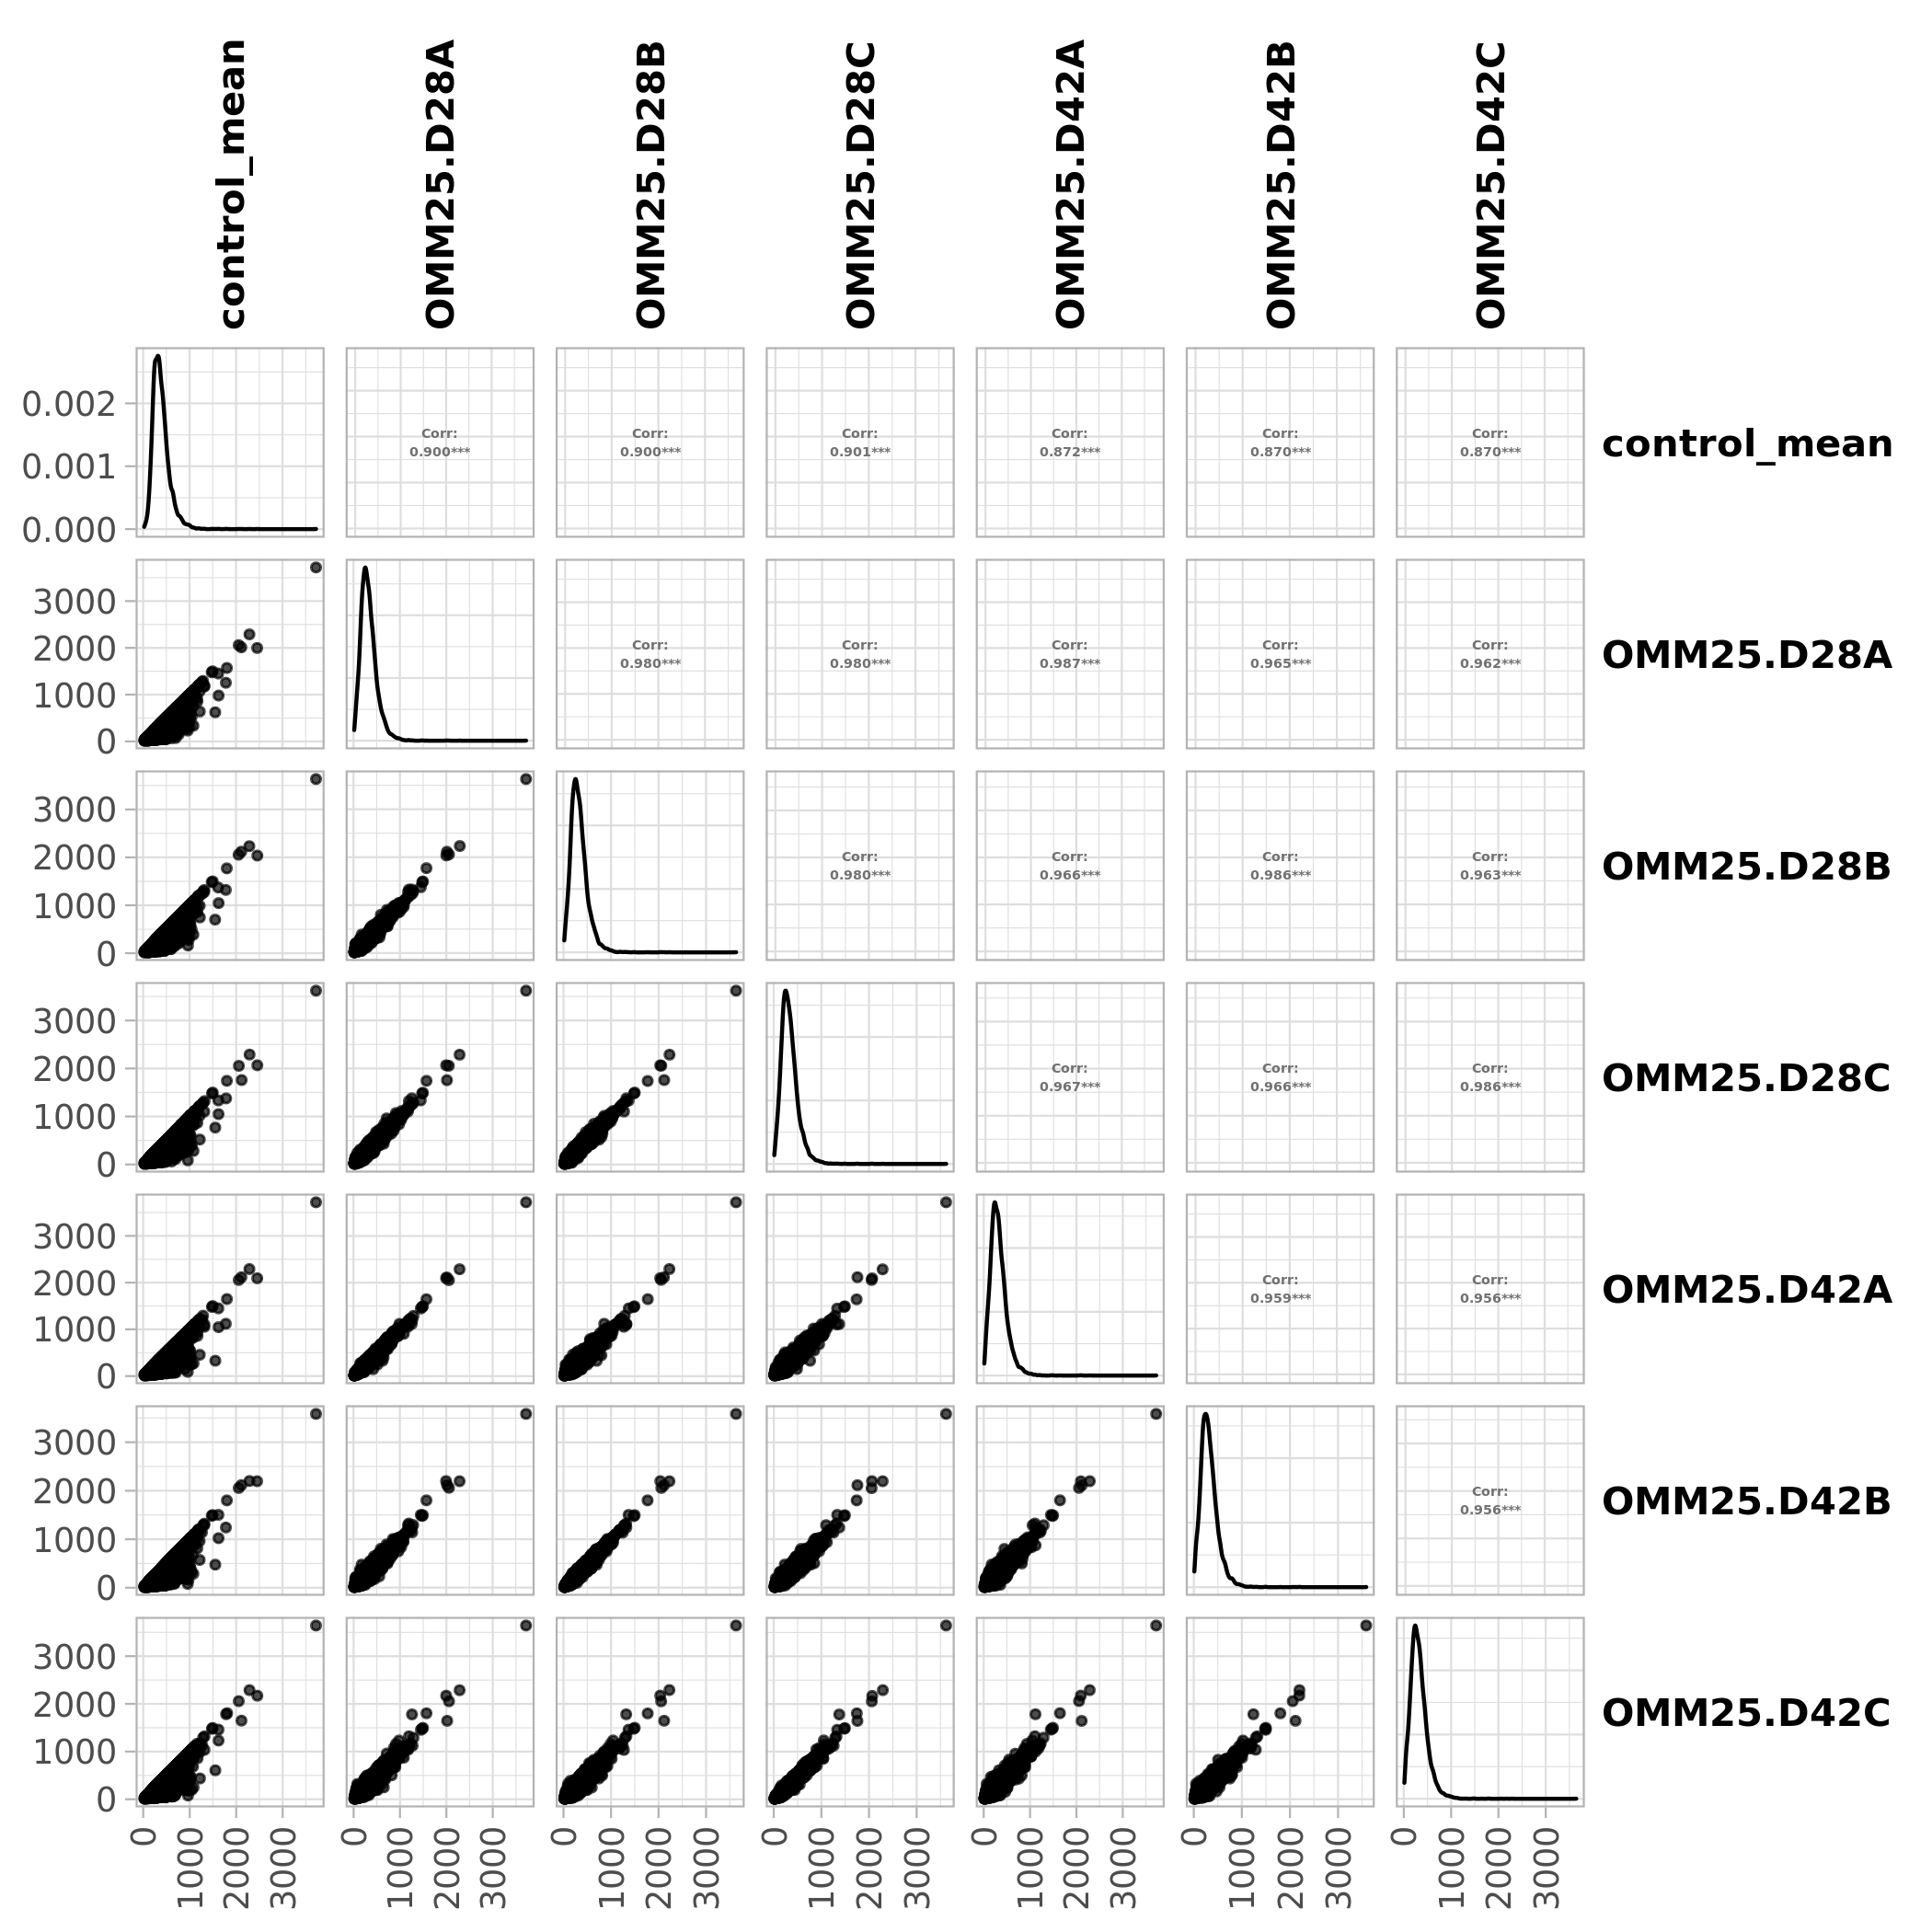 control_mean
OMM25.D28A
OMM25.D28B
OMM25.D28C
OMM25.D42A
OMM25.D42B
OMM25.D42C
0.002
0.001
0.000
Corr:
0.900***
Corr:
0.900***
Corr:
0.901***
Corr:
0.872***
Corr:
0.870***
Corr:
0.870***
control_mean
3000
2000
1000
0
Corr:
0.980***
Corr:
0.980***
Corr:
0.987***
Corr:
0.965***
Corr:
0.962***
OMM25.D28A
3000
2000
1000
0
Corr:
0.980***
Corr:
0.966***
Corr:
0.986***
Corr:
0.963***
OMM25.D28B
3000
2000
1000
0
Corr:
0.967***
Corr:
0.966***
Corr:
0.986***
OMM25.D28C
3000
2000
1000
0
Corr:
0.959***
Corr:
0.956***
OMM25.D42A
3000
2000
1000
0
Corr:
0.956***
OMM25.D42B
3000
2000
1000
0
OMM25.D42C
0
1000
2000
3000
0
1000
2000
3000
0
1000
2000
3000
0
1000
2000
3000
0
1000
2000
3000
0
1000
2000
3000
0
1000
2000
3000